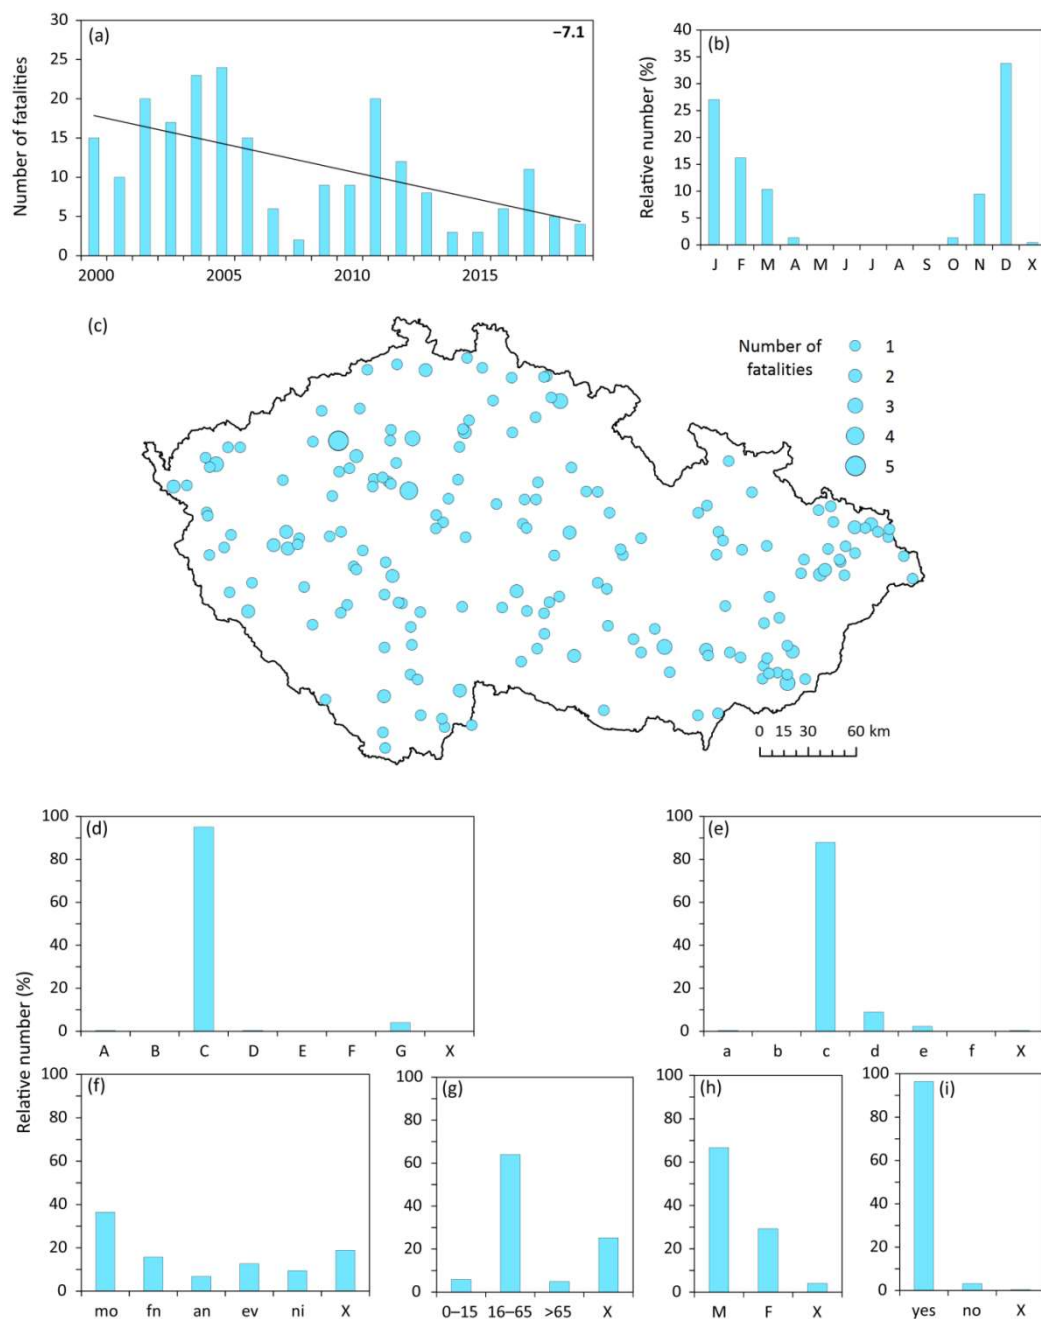 (a)
−7.1
Number of fatalities
30
25
20
15
10
5
0
2000 2005 2010 2015
(b)
Relative number (%)
40
35
30
25
20
15
10
5
0
J F M A M J J A S O N D X
(c)
Number of
fatalities
1
2
3
4
5
0 15 30 60 km
Relative number (%)
(d)
100
80
60
40
20
0
A B C D E F G X
(e)
100
80
60
40
20
0
a b c d e f X
(f)
100
80
60
40
20
0
mo fn an ev ni X
(g)
100
80
60
40
20
0
0–15 16–65 >65 X
(h)
100
80
60
40
20
0
M F X
(i)
100
80
60
40
20
0
yes no X